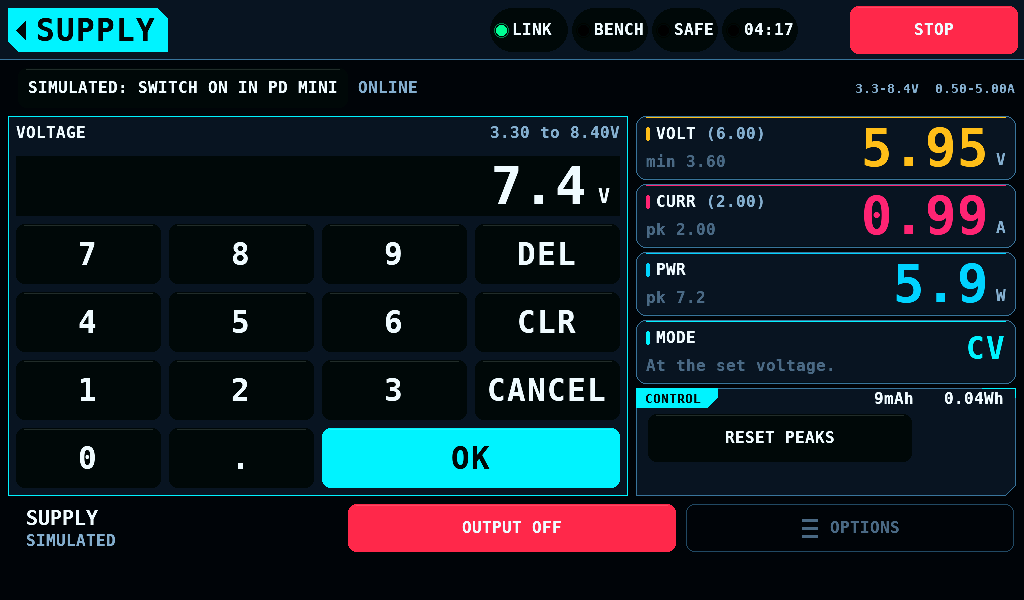 SUPPLY
LINK
BENCH
SAFE
04:17
STOP
SIMULATED: SWITCH ON IN PD MINI
ONLINE
3.3-8.4V 0.50-5.00A
VOLTAGE
3.30 to 8.40V
7.4 V
7 8 9 DEL
4 5 6 CLR
1 2 3 CANCEL
0 . OK
VOLT (6.00)
min 3.60
5.95 V
CURR (2.00)
pk 2.00
0.99 A
PWR
pk 7.2
5.9 W
MODE
At the set voltage.
CV
CONTROL
9mAh 0.04Wh
RESET PEAKS
SUPPLY
SIMULATED
OUTPUT OFF
OPTIONS